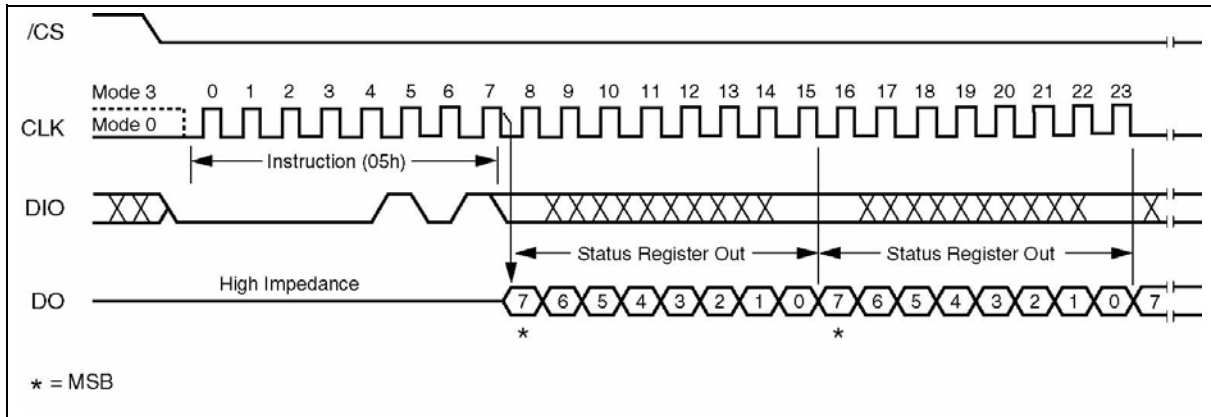 /CS
Mode 3 0 1 2 3 4 5 6 7 8 9 10 11 12 13 14 15 16 17 18 19 20 21 22 23
CLK Mode 0
Instruction (05h)
DIO
Status Register Out Status Register Out
High Impedance
DO 7 6 5 4 3 2 1 0 7 6 5 4 3 2 1 0 7
* *
* = MSB